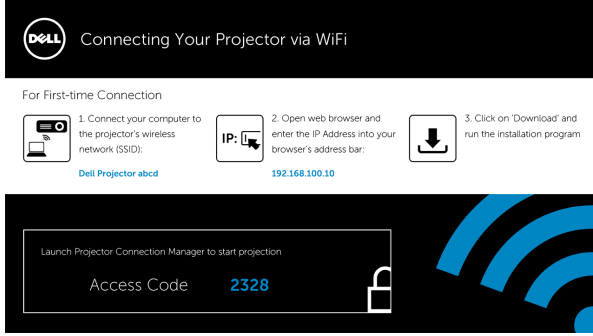 DELL
Connecting Your Projector via WiFi
For First-time Connection
1. Connect your computer to
the projector's wireless
network (SSID):
Dell Projector abcd
IP:
2. Open web browser and
enter the IP Address into your
browser's address bar:
192.168.100.10
3. Click on 'Download' and
run the installation program
Launch Projector Connection Manager to start projection
Access Code 2328